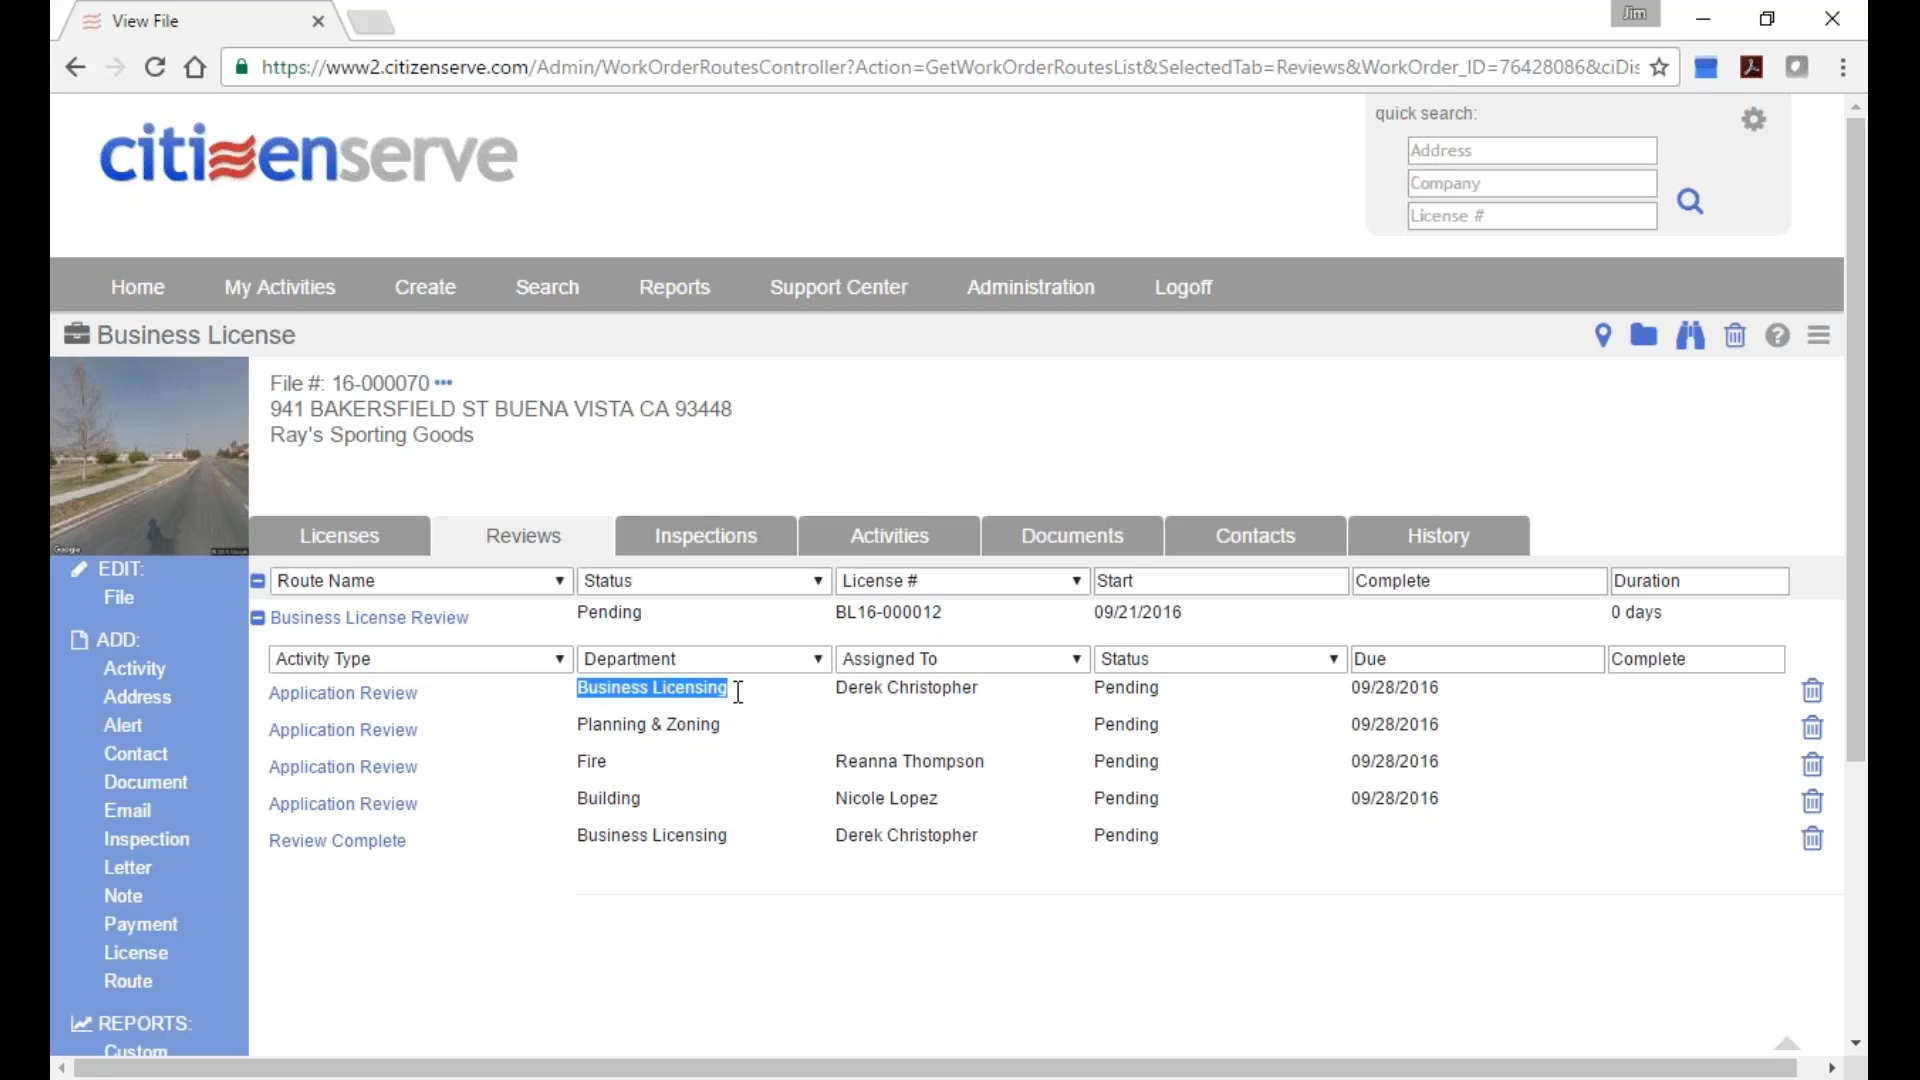 View File
Jim
https://www2.citizenserve.com/Admin/WorkOrderRoutesController?Action=GetWorkOrderRoutesList&SelectedTab=Reviews&WorkOrder_ID=76428086&ciDis
citizenserve
quick search:
Address
Company
License #
Home My Activities Create Search Reports Support Center Administration Logoff
Business License
File #: 16-000070
941 BAKERSFIELD ST BUENA VISTA CA 93448
Ray's Sporting Goods
Google
Licenses Reviews Inspections Activities Documents Contacts History
EDIT:
File
ADD:
Activity
Address
Alert
Contact
Document
Email
Inspection
Letter
Note
Payment
License
Route
REPORTS:
Custom
Route Name Status License # Start Complete Duration
Business License Review Pending BL16-000012 09/21/2016 0 days
Activity Type Department Assigned To Status Due Complete
Application Review Business Licensing Derek Christopher Pending 09/28/2016
Application Review Planning & Zoning Pending 09/28/2016
Application Review Fire Reanna Thompson Pending 09/28/2016
Application Review Building Nicole Lopez Pending 09/28/2016
Review Complete Business Licensing Derek Christopher Pending